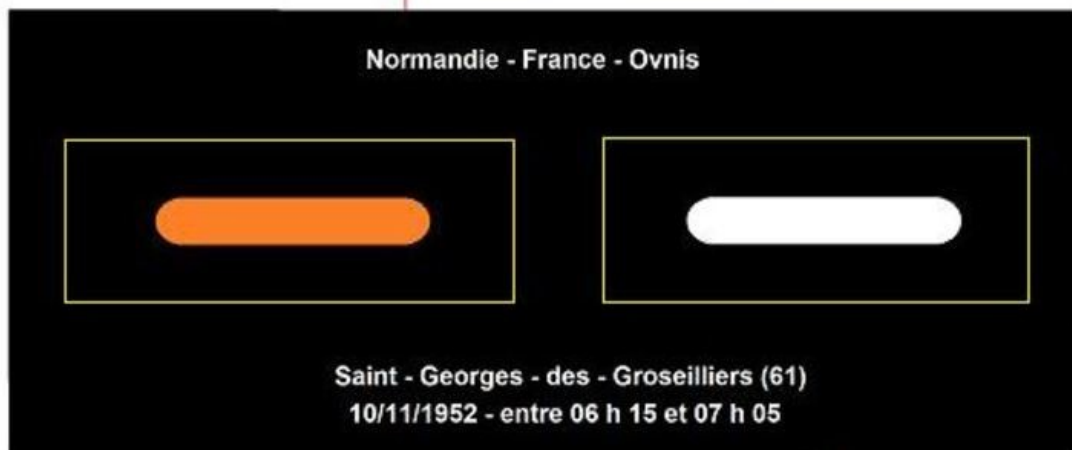 Normandie - France - Ovnis
Saint - Georges - des - Groseilliers (61)
10/11/1952 - entre 06 h 15 et 07 h 05